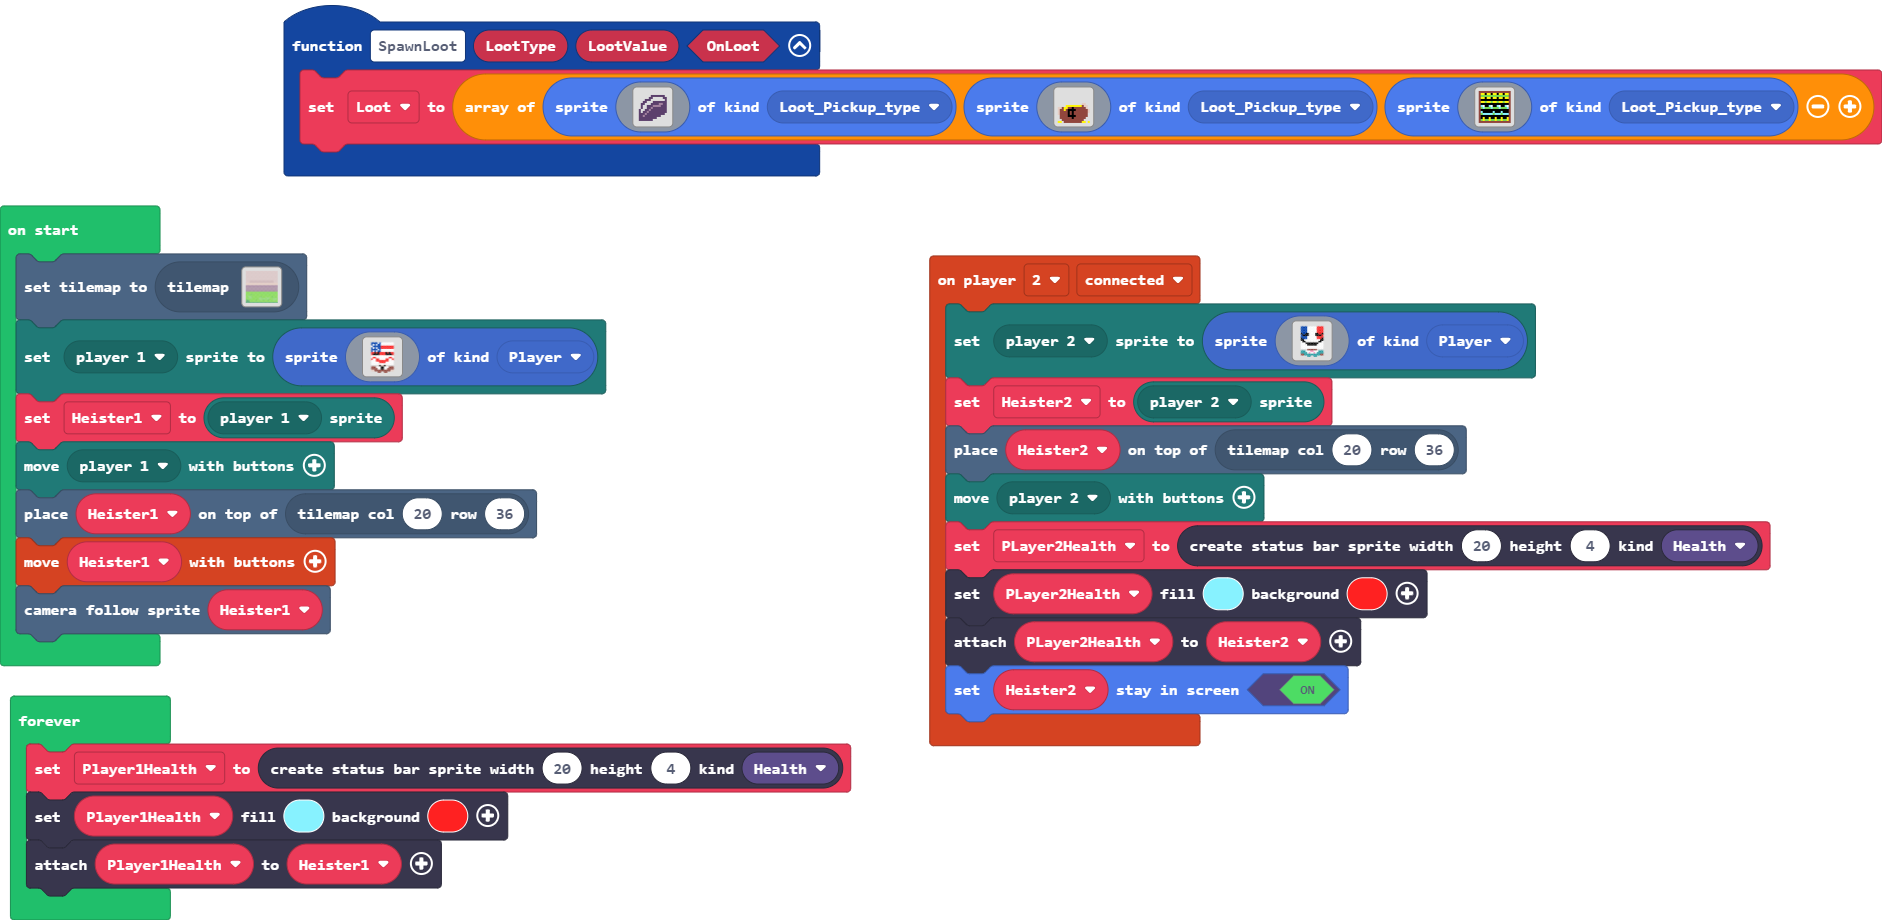 function SpawnLoot LootType LootValue OnLoot
set Loot to array of sprite of kind Loot_Pickup_type sprite of kind Loot_Pickup_type sprite of kind Loot_Pickup_type
on start
set tilemap to tilemap
set player 1 sprite to sprite of kind Player
set Heister1 to player 1 sprite
move player 1 with buttons
place Heister1 on top of tilemap col 20 row 36
move Heister1 with buttons
camera follow sprite Heister1
on player 2 connected
set player 2 sprite to sprite of kind Player
set Heister2 to player 2 sprite
place Heister2 on top of tilemap col 20 row 36
move player 2 with buttons
set PLayer2Health to create status bar sprite width 20 height 4 kind Health
set PLayer2Health fill background
attach PLayer2Health to Heister2
set Heister2 stay in screen ON
forever
set Player1Health to create status bar sprite width 20 height 4 kind Health
set Player1Health fill background
attach Player1Health to Heister1